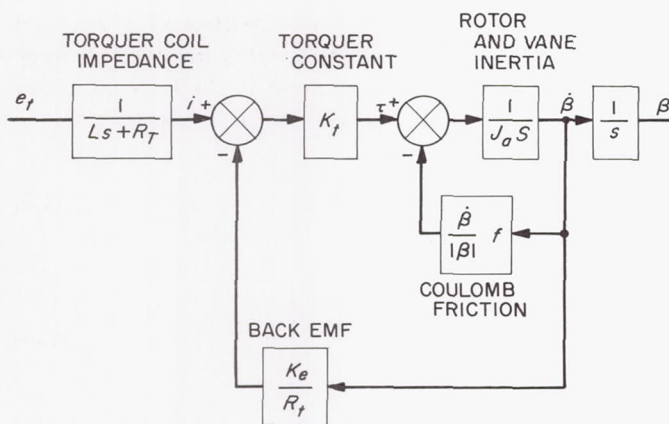 TORQUER COIL
IMPEDANCE
TORQUER
CONSTANT
ROTOR
AND VANE
INERTIA
e_t
1
Ls+R_T
i
+
-
K_t
τ
+
-
1
J_a S
β̇
1
s
β
β̇
|β|
f
COULOMB
FRICTION
BACK EMF
K_e
R_t